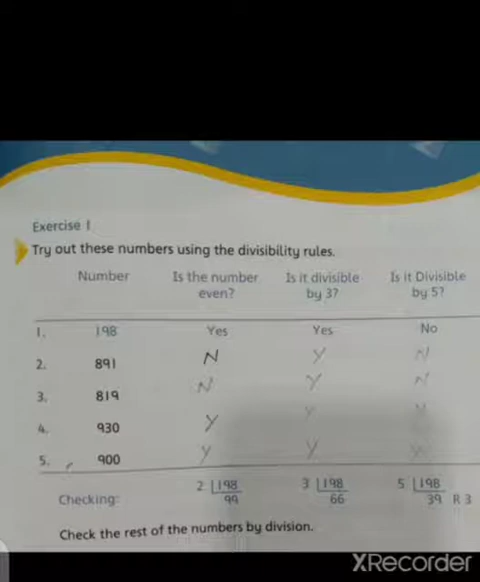 Exercise 1
Try out these numbers using the divisibility rules.
Number Is the number even? Is it divisible by 3? Is it Divisible by 5?
1. 198 Yes Yes No
2. 891 N Y N
3. 819 N Y N
4. 930 Y Y
5. 900 Y Y
Checking: 2 198 99 3 198 66 5 198 39 R 3
Check the rest of the numbers by division.
XRecorder